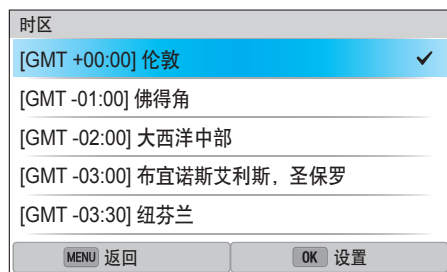 时区
[GMT +00:00] 伦敦
[GMT -01:00] 佛得角
[GMT -02:00] 大西洋中部
[GMT -03:00] 布宜诺斯艾利斯，圣保罗
[GMT -03:30] 纽芬兰
MENU 返回 OK 设置